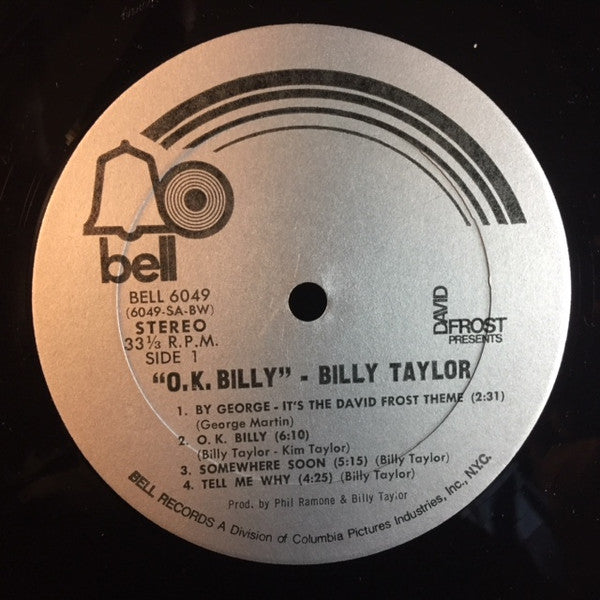 bell
BELL 6049
(6049-SA-BW)
STEREO
33⅓ R.P.M.
SIDE 1
DAVID
FROST
PRESENTS
"O.K. BILLY" - BILLY TAYLOR
1. BY GEORGE - IT'S THE DAVID FROST THEME (2:31)
(George Martin)
2. O.K. BILLY (6:10)
(Billy Taylor - Kim Taylor)
3. SOMEWHERE SOON (5:15) (Billy Taylor)
4. TELL ME WHY (4:25) (Billy Taylor)
Prod. by Phil Ramone & Billy Taylor
BELL RECORDS A Division of Columbia Pictures Industries, Inc., N.Y.C.